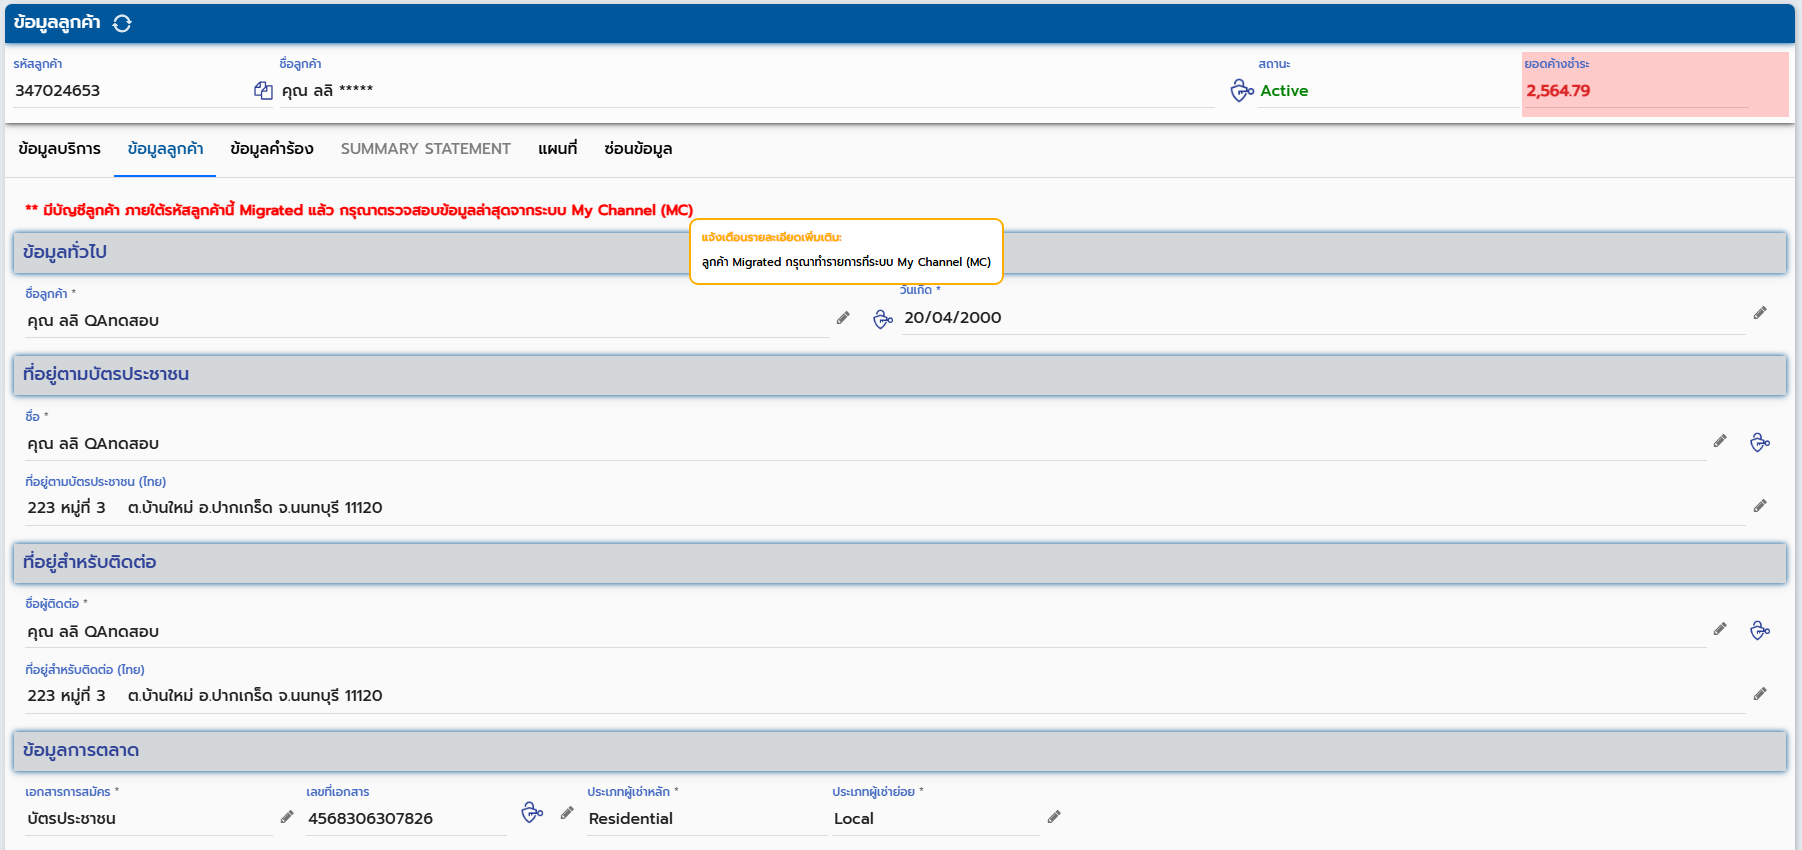 ข้อมูลลูกค้า
รหัสลูกค้า ชื่อลูกค้า สถานะ ยอดค้างชำระ
347024653 คุณ ลลิ ***** Active 2,564.79
ข้อมูลบริการ ข้อมูลลูกค้า ข้อมูลคำร้อง SUMMARY STATEMENT แผนที่ ซ่อนข้อมูล
** มีบัญชีลูกค้า ภายใต้รหัสลูกค้านี้ Migrated แล้ว กรุณาตรวจสอบข้อมูลล่าสุดจากระบบ My Channel (MC)
แจ้งเตือนรายละเอียดเพิ่มเติม:
ลูกค้า Migrated กรุณาทำรายการที่ระบบ My Channel (MC)
ข้อมูลทั่วไป
ชื่อลูกค้า * วันเกิด *
คุณ ลลิ QAทดสอบ 20/04/2000
ที่อยู่ตามบัตรประชาชน
ชื่อ *
คุณ ลลิ QAทดสอบ
ที่อยู่ตามบัตรประชาชน (ไทย)
223 หมู่ที่ 3 ต.บ้านใหม่ อ.ปากเกร็ด จ.นนทบุรี 11120
ที่อยู่สำหรับติดต่อ
ชื่อผู้ติดต่อ *
คุณ ลลิ QAทดสอบ
ที่อยู่สำหรับติดต่อ (ไทย)
223 หมู่ที่ 3 ต.บ้านใหม่ อ.ปากเกร็ด จ.นนทบุรี 11120
ข้อมูลการตลาด
เอกสารการสมัคร * เลขที่เอกสาร ประเภทผู้เช่าหลัก * ประเภทผู้เช่าย่อย *
บัตรประชาชน 4568306307826 Residential Local